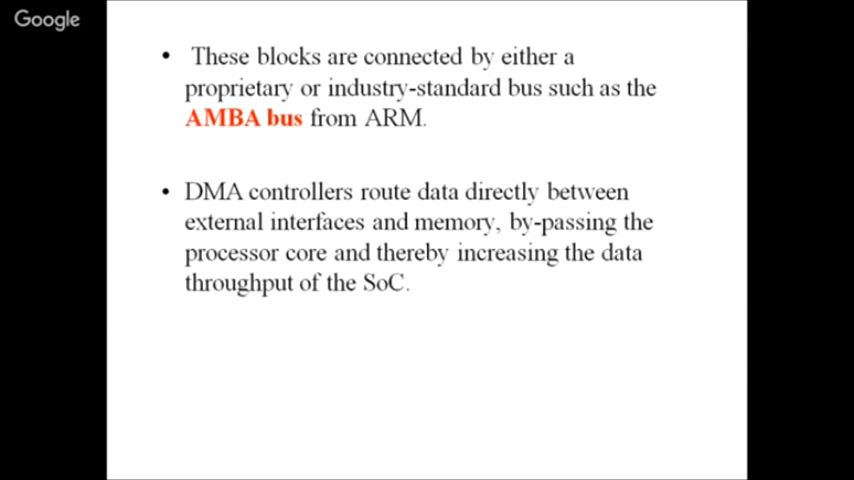 Google
• These blocks are connected by either a
proprietary or industry-standard bus such as the
AMBA bus from ARM.
• DMA controllers route data directly between
external interfaces and memory, by-passing the
processor core and thereby increasing the data
throughput of the SoC.